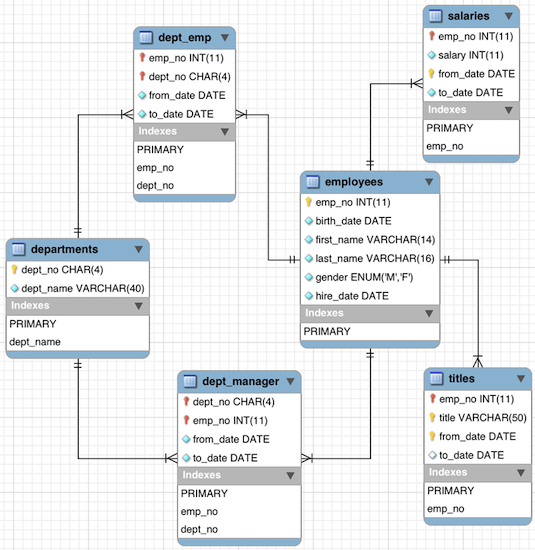 dept_emp
emp_no INT(11)
dept_no CHAR(4)
from_date DATE
to_date DATE
Indexes
PRIMARY
emp_no
dept_no
salaries
emp_no INT(11)
salary INT(11)
from_date DATE
to_date DATE
Indexes
PRIMARY
emp_no
employees
emp_no INT(11)
birth_date DATE
first_name VARCHAR(14)
last_name VARCHAR(16)
gender ENUM('M','F')
hire_date DATE
Indexes
PRIMARY
departments
dept_no CHAR(4)
dept_name VARCHAR(40)
Indexes
PRIMARY
dept_name
dept_manager
dept_no CHAR(4)
emp_no INT(11)
from_date DATE
to_date DATE
Indexes
PRIMARY
emp_no
dept_no
titles
emp_no INT(11)
title VARCHAR(50)
from_date DATE
to_date DATE
Indexes
PRIMARY
emp_no